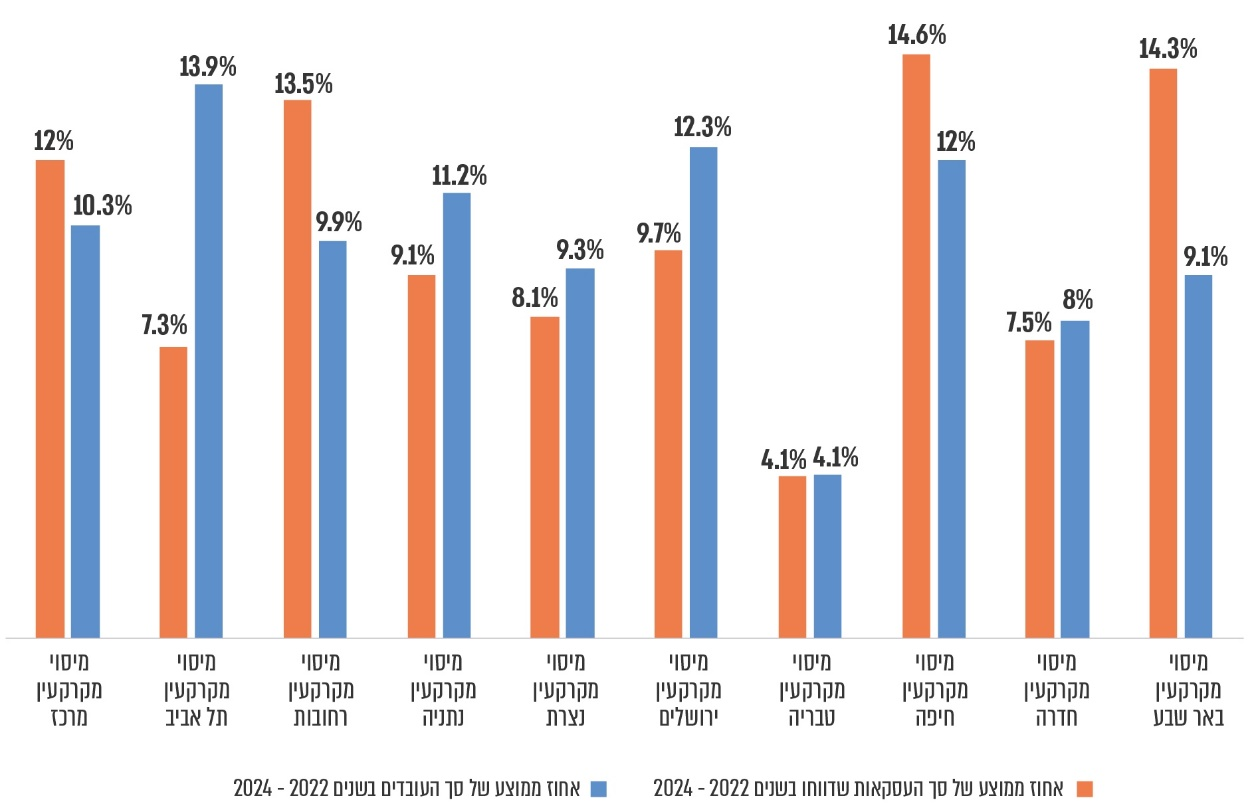 14.6%
14.3%
13.9%
13.5%
12%
12.3%
12%
11.2%
10.3%
9.9%
9.7%
9.3%
9.1%
9.1%
8.1%
8%
7.5%
7.3%
4.1%
4.1%
מיסוי מקרקעין באר שבע
מיסוי מקרקעין חדרה
מיסוי מקרקעין חיפה
מיסוי מקרקעין טבריה
מיסוי מקרקעין ירושלים
מיסוי מקרקעין נצרת
מיסוי מקרקעין נתניה
מיסוי מקרקעין רחובות
מיסוי מקרקעין תל אביב
מיסוי מקרקעין מרכז
אחוז ממוצע של סך העסקאות שדווחו בשנים 2022 - 2024
אחוז ממוצע של סך העובדים בשנים 2022 - 2024